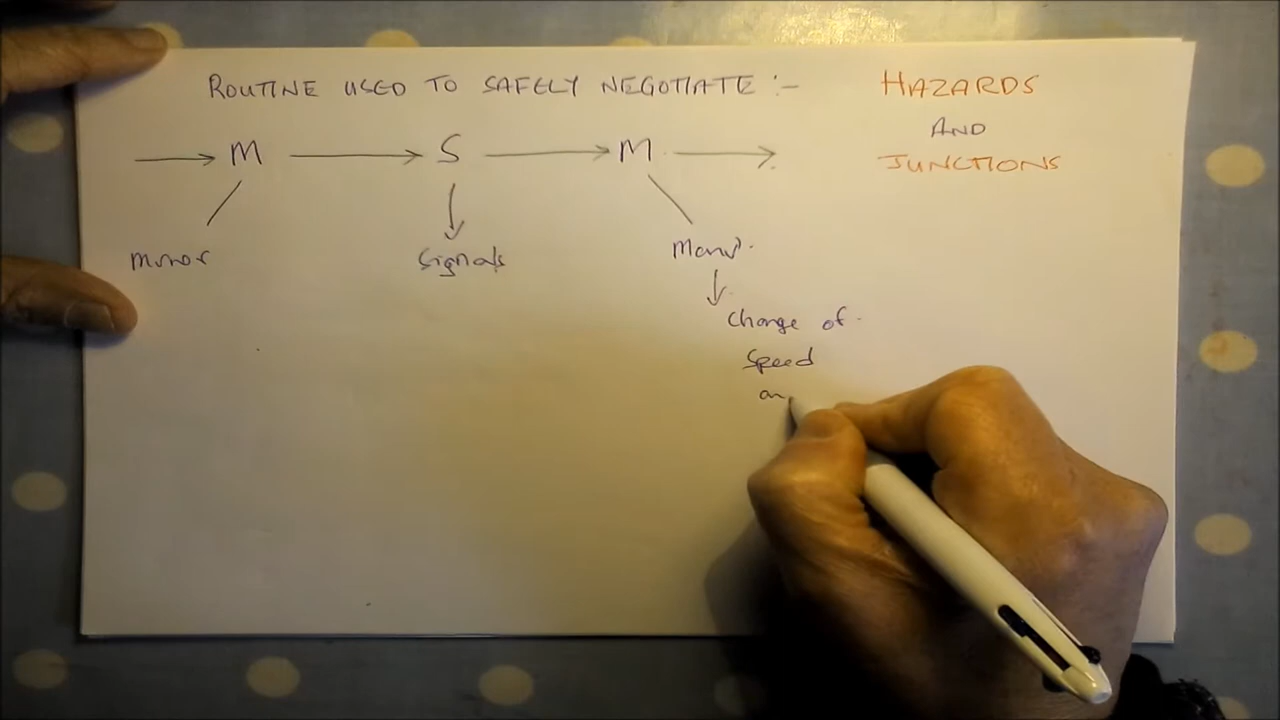 ROUTINE USED TO SAFELY NEGOTIATE :-
HAZARDS
AND
JUNCTIONS
M
S
M
mirror
signals
Manv.
change of
speed
an